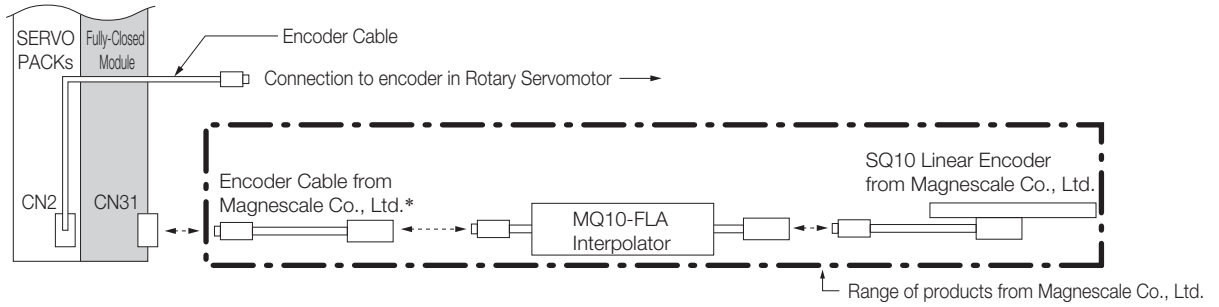 SERVO
PACKs
Fully-Closed
Module
Encoder Cable
Connection to encoder in Rotary Servomotor
CN2
CN31
Encoder Cable from
Magnescale Co., Ltd.*
MQ10-FLA
Interpolator
SQ10 Linear Encoder
from Magnescale Co., Ltd.
Range of products from Magnescale Co., Ltd.